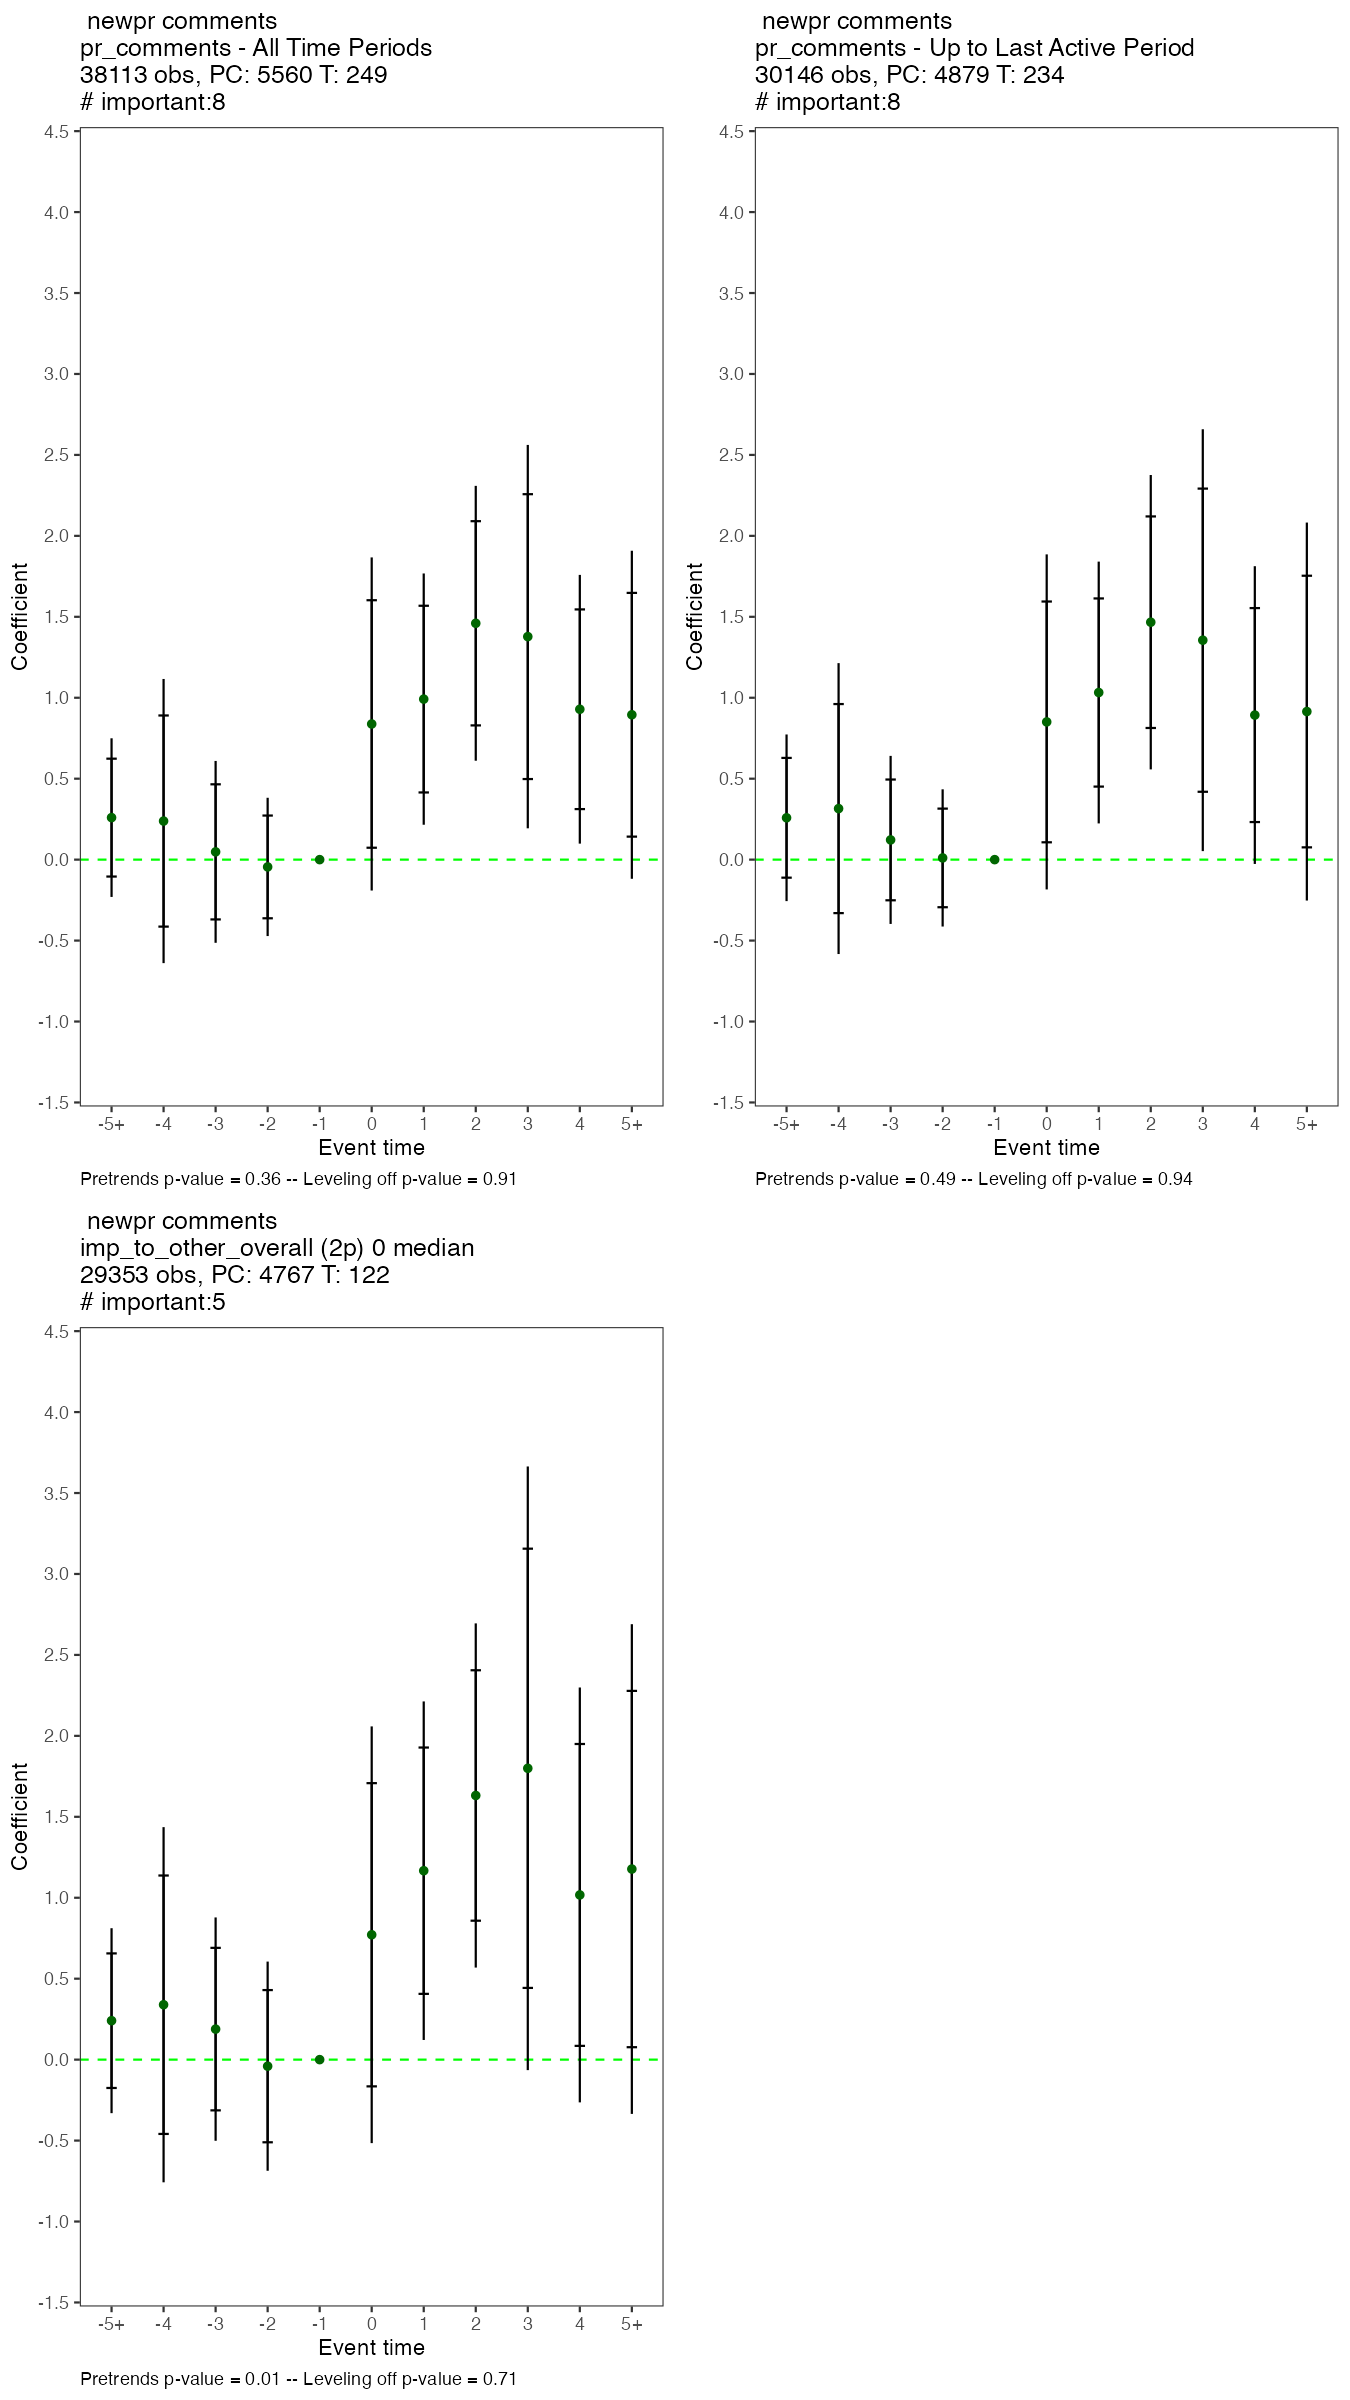 newpr comments
pr_comments - All Time Periods
38113 obs, PC: 5560 T: 249
# important:8
4.5
4.0
3.5
3.0
2.5
2.0
1.5
1.0
0.5
0.0
-0.5
-1.0
-1.5
Coefficient
-5+ -4 -3 -2 -1 0 1 2 3 4 5+
Event time
Pretrends p-value = 0.36 -- Leveling off p-value = 0.91
newpr comments
pr_comments - Up to Last Active Period
30146 obs, PC: 4879 T: 234
# important:8
4.5
4.0
3.5
3.0
2.5
2.0
1.5
1.0
0.5
0.0
-0.5
-1.0
-1.5
Coefficient
-5+ -4 -3 -2 -1 0 1 2 3 4 5+
Event time
Pretrends p-value = 0.49 -- Leveling off p-value = 0.94
newpr comments
imp_to_other_overall (2p) 0 median
29353 obs, PC: 4767 T: 122
# important:5
4.5
4.0
3.5
3.0
2.5
2.0
1.5
1.0
0.5
0.0
-0.5
-1.0
-1.5
Coefficient
-5+ -4 -3 -2 -1 0 1 2 3 4 5+
Event time
Pretrends p-value = 0.01 -- Leveling off p-value = 0.71